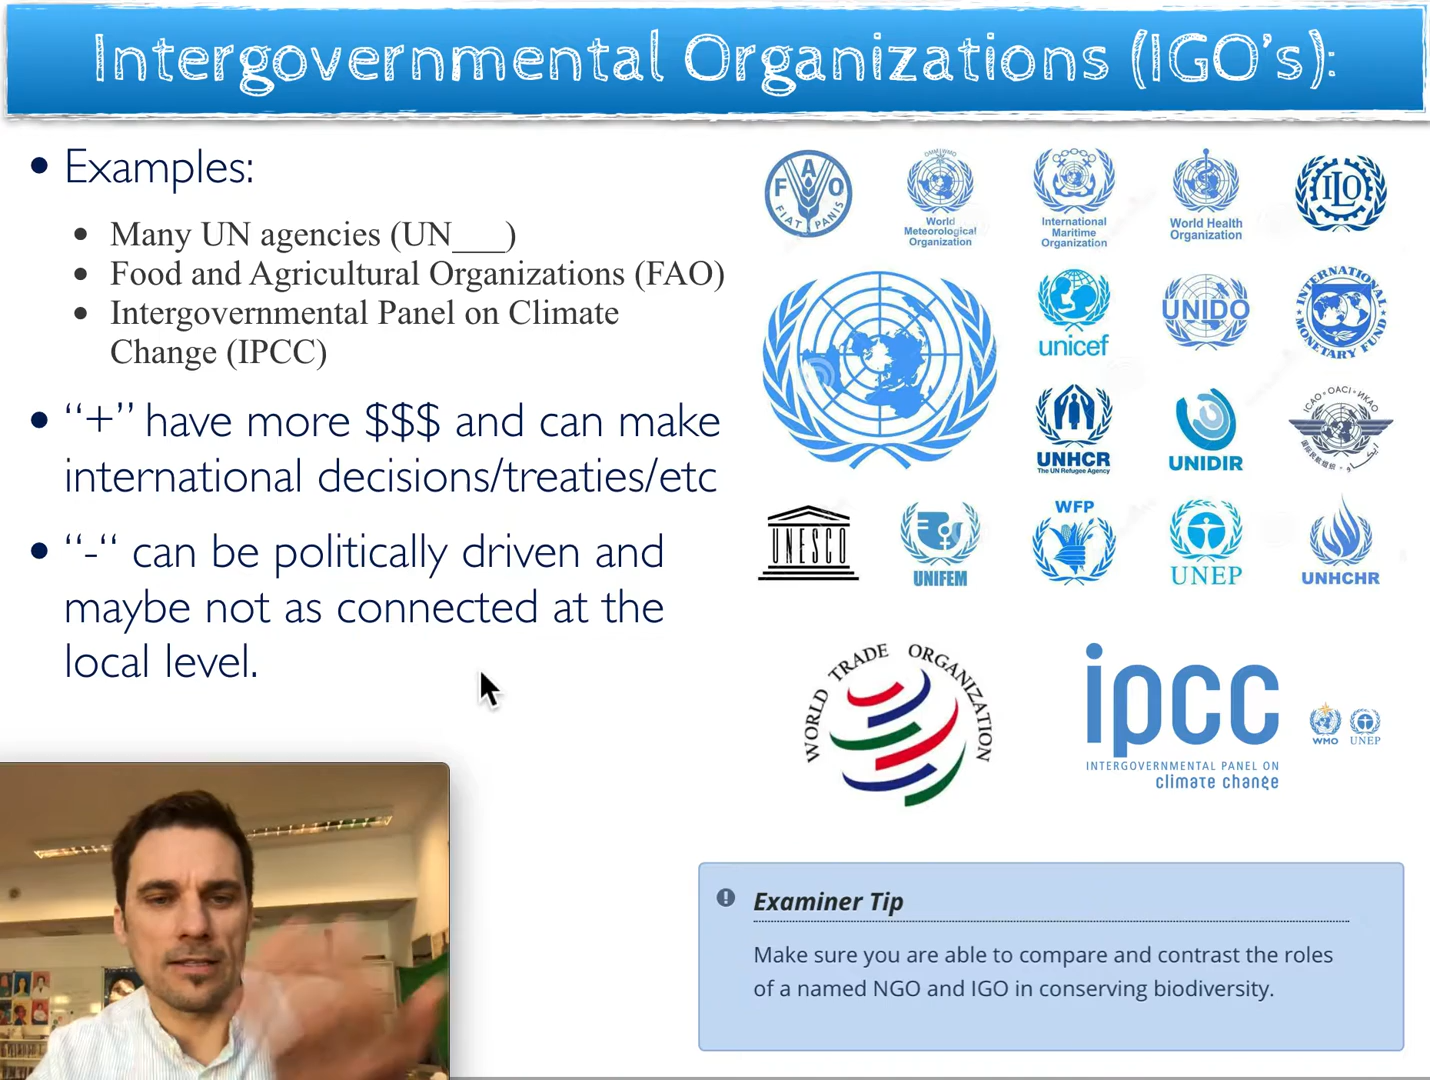 Intergovernmental Organizations (IGO's):
• Examples:
• Many UN agencies (UN___)
• Food and Agricultural Organizations (FAO)
• Intergovernmental Panel on Climate
Change (IPCC)
• “+” have more $$$ and can make
international decisions/treaties/etc
• “-“ can be politically driven and
maybe not as connected at the
local level.
FAO
FIAT PANIS
OMM WMO
World
Meteorological
Organization
International
Maritime
Organization
World Health
Organization
ILO
unicef
UNIDO
INTERNATIONAL
MONETARY FUND
UNHCR
The UN Refugee Agency
UNIDIR
ICAO • OACI • ИКАО
UNESCO
UNIFEM
WFP
UNEP
UNHCHR
WORLD TRADE ORGANIZATION
ipcc
INTERGOVERNMENTAL PANEL ON
climate change
WMO
UNEP
Examiner Tip
Make sure you are able to compare and contrast the roles
of a named NGO and IGO in conserving biodiversity.